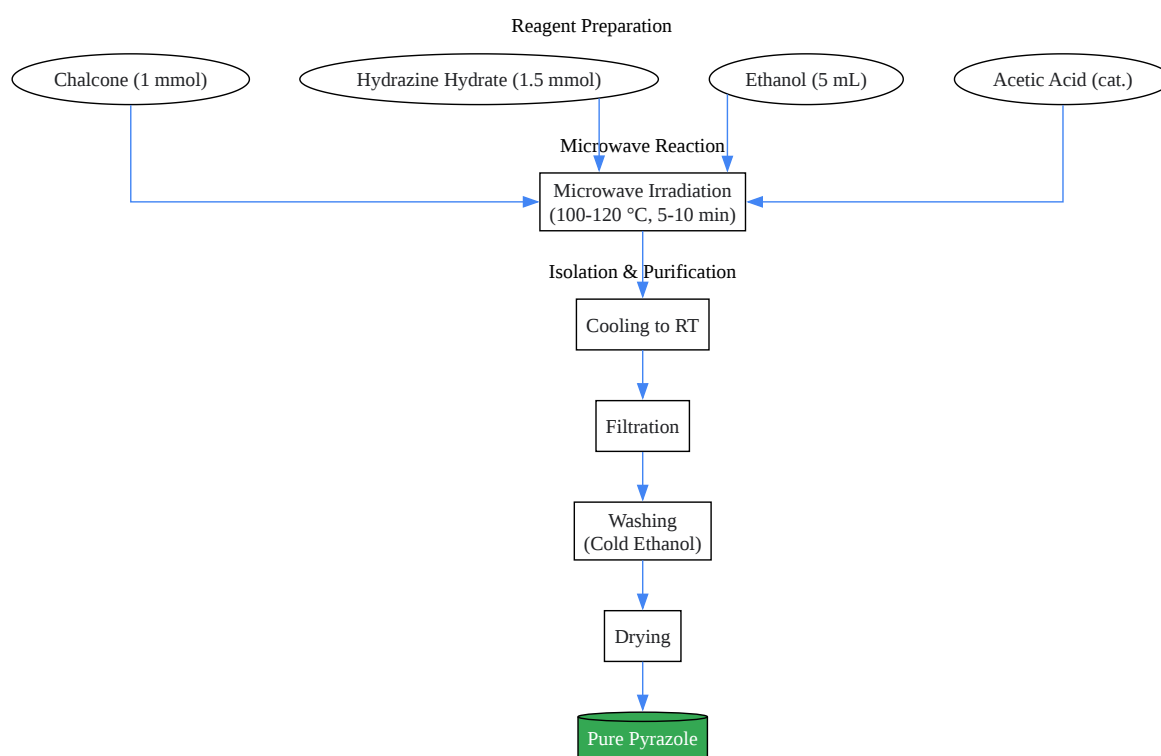 Reagent Preparation
Chalcone (1 mmol)
Hydrazine Hydrate (1.5 mmol)
Ethanol (5 mL)
Acetic Acid (cat.)
Microwave Reaction
Microwave Irradiation
(100-120 °C, 5-10 min)
Isolation & Purification
Cooling to RT
Filtration
Washing
(Cold Ethanol)
Drying
Pure Pyrazole